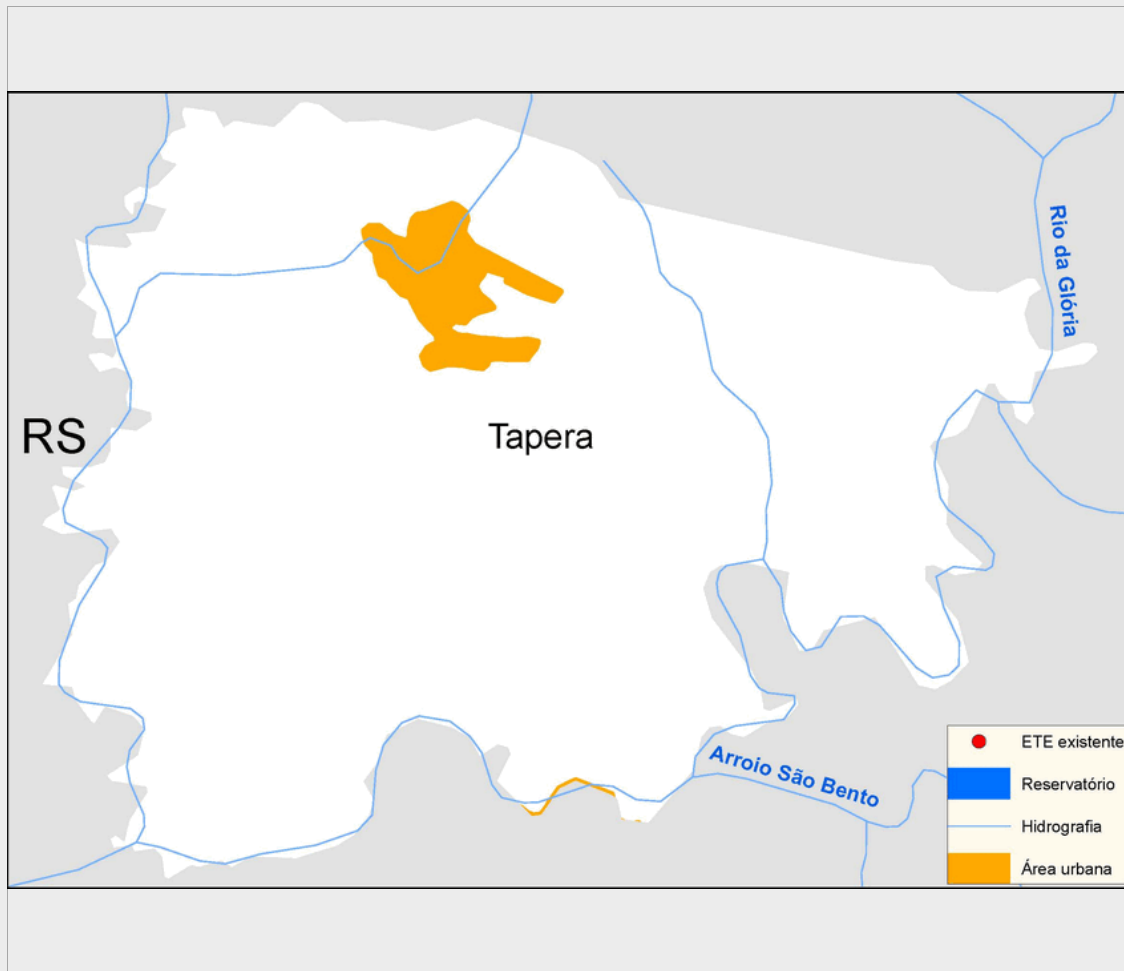 Rio da Glória
RS
Tapera
Arroio São Bento
ETE existente
Reservatório
Hidrografia
Área urbana